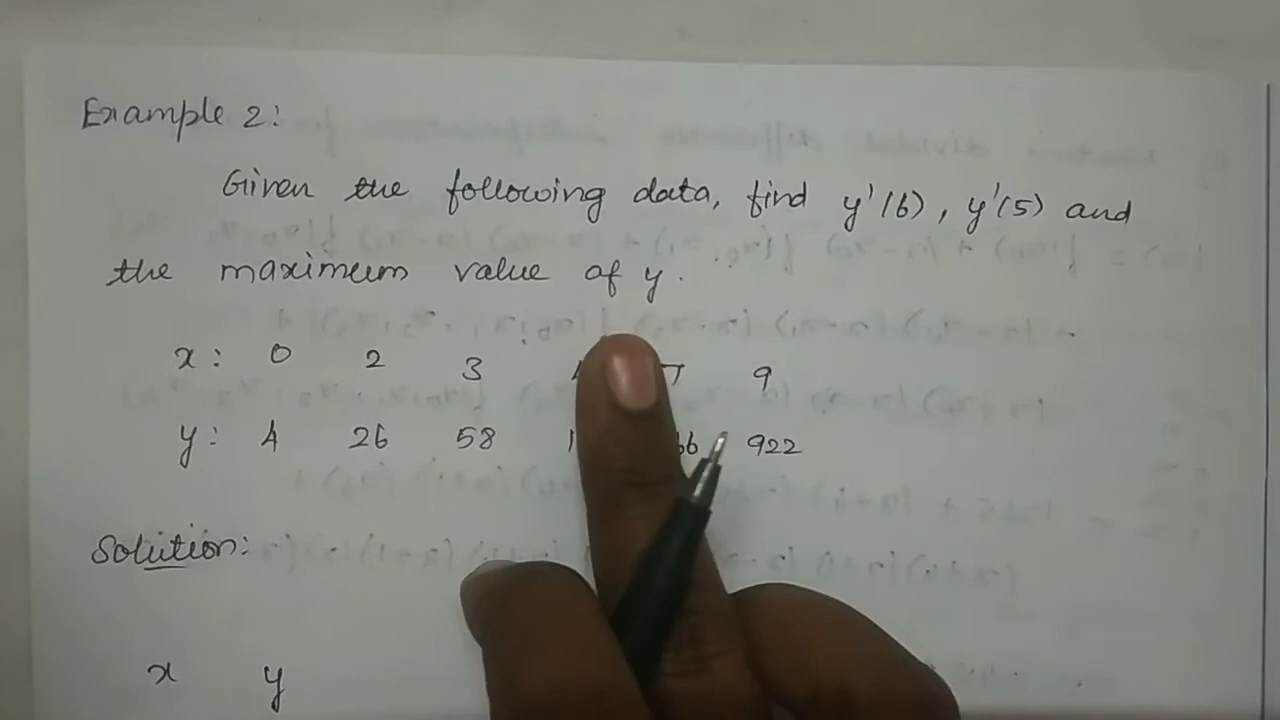 Example 2:
Given the following data, find y'(6), y'(5) and
the maximum value of y.
x: 0 2 3 7 9
y: 4 26 58 922
Solution:
x y